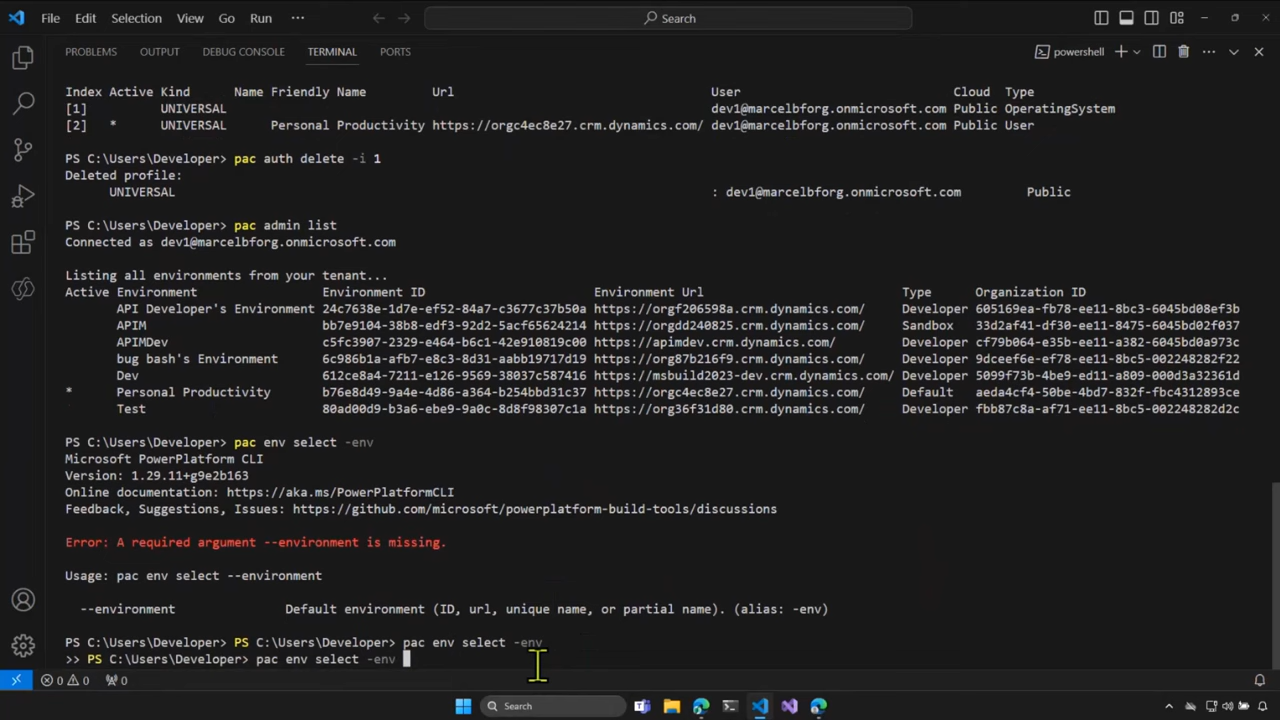 File Edit Selection View Go Run ··· Search
PROBLEMS OUTPUT DEBUG CONSOLE TERMINAL PORTS powershell
Index Active Kind Name Friendly Name Url User Cloud Type
[1] UNIVERSAL dev1@marcelbforg.onmicrosoft.com Public OperatingSystem
[2] * UNIVERSAL Personal Productivity https://orgc4ec8e27.crm.dynamics.com/ dev1@marcelbforg.onmicrosoft.com Public User
PS C:\Users\Developer> pac auth delete -i 1
Deleted profile:
UNIVERSAL : dev1@marcelbforg.onmicrosoft.com Public
PS C:\Users\Developer> pac admin list
Connected as dev1@marcelbforg.onmicrosoft.com
Listing all environments from your tenant...
Active Environment Environment ID Environment Url Type Organization ID
API Developer's Environment 24c7638e-1d7e-ef52-84a7-c3677c37b50a https://orgf206598a.crm.dynamics.com/ Developer 605169ea-fb78-ee11-8bc3-6045bd08ef3b
APIM bb7e9104-38b8-edf3-92d2-5acf65624214 https://orgdd240825.crm.dynamics.com/ Sandbox 33d2af41-df30-ee11-8475-6045bd02f037
APIMDev c5fc3907-2329-e464-b6c1-42e910819c00 https://apimdev.crm.dynamics.com/ Developer cf79b064-e35b-ee11-a382-6045bd0a973c
bug bash's Environment 6c986b1a-afb7-e8c3-8d31-aabb19717d19 https://org87b216f9.crm.dynamics.com/ Developer 9dceef6e-ef78-ee11-8bc3-002248282f22
Dev 612ce8a4-7211-e126-9569-38037c587416 https://msbuild2023-dev.crm.dynamics.com/ Developer 5099f73b-4be9-ed11-a809-000d3a32361d
* Personal Productivity b76e8d49-9a4e-4d86-a364-b254bbd31c37 https://orgc4ec8e27.crm.dynamics.com/ Default aeda4cf4-50be-4bd7-832f-fbc4312893ce
Test 80ad00d9-b3a6-ebe9-9a0c-8d8f98307c1a https://org36f31d80.crm.dynamics.com/ Developer fbb87c8a-af71-ee11-8bc5-002248282d2c
PS C:\Users\Developer> pac env select -env
Microsoft PowerPlatform CLI
Version: 1.29.11+g9e2b163
Online documentation: https://aka.ms/PowerPlatformCLI
Feedback, Suggestions, Issues: https://github.com/microsoft/powerplatform-build-tools/discussions
Error: A required argument --environment is missing.
Usage: pac env select --environment
--environment Default environment (ID, url, unique name, or partial name). (alias: -env)
PS C:\Users\Developer> PS C:\Users\Developer> pac env select -env
>> PS C:\Users\Developer> pac env select -env
0 0 0
Search